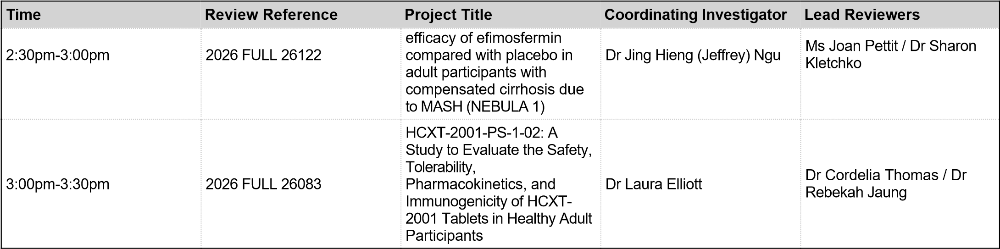 Time Review Reference Project Title Coordinating Investigator Lead Reviewers
2:30pm-3:00pm
2026 FULL 26122
efficacy of efimosfermin
compared with placebo in
adult participants with
compensated cirrhosis due
to MASH (NEBULA 1)
Dr Jing Hieng (Jeffrey) Ngu
Ms Joan Pettit / Dr Sharon
Kletchko
3:00pm-3:30pm
2026 FULL 26083
HCXT-2001-PS-1-02: A
Study to Evaluate the Safety,
Tolerability,
Pharmacokinetics, and
Immunogenicity of HCXT-
2001 Tablets in Healthy Adult
Participants
Dr Laura Elliott
Dr Cordelia Thomas / Dr
Rebekah Jaung